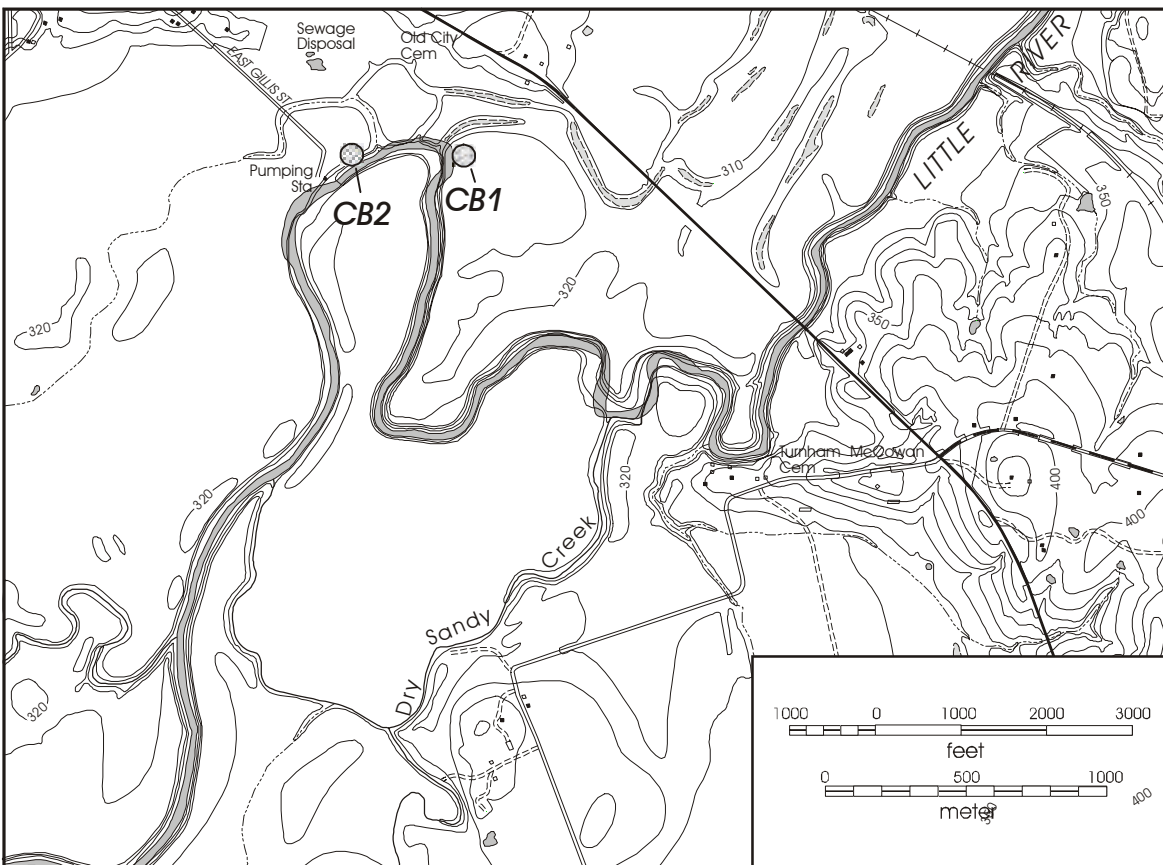 Sewage
Disposal
Old City
Cem
EAST GILLIS ST
RIVER
LITTLE
310
350
Pumping
Sta
CB2
CB1
320
320
350
Turnham McGowan
Cem
320
320
400
400
Creek
Sandy
Dry
320
1000 0 1000 2000 3000
feet
0 500 1000
meter
400